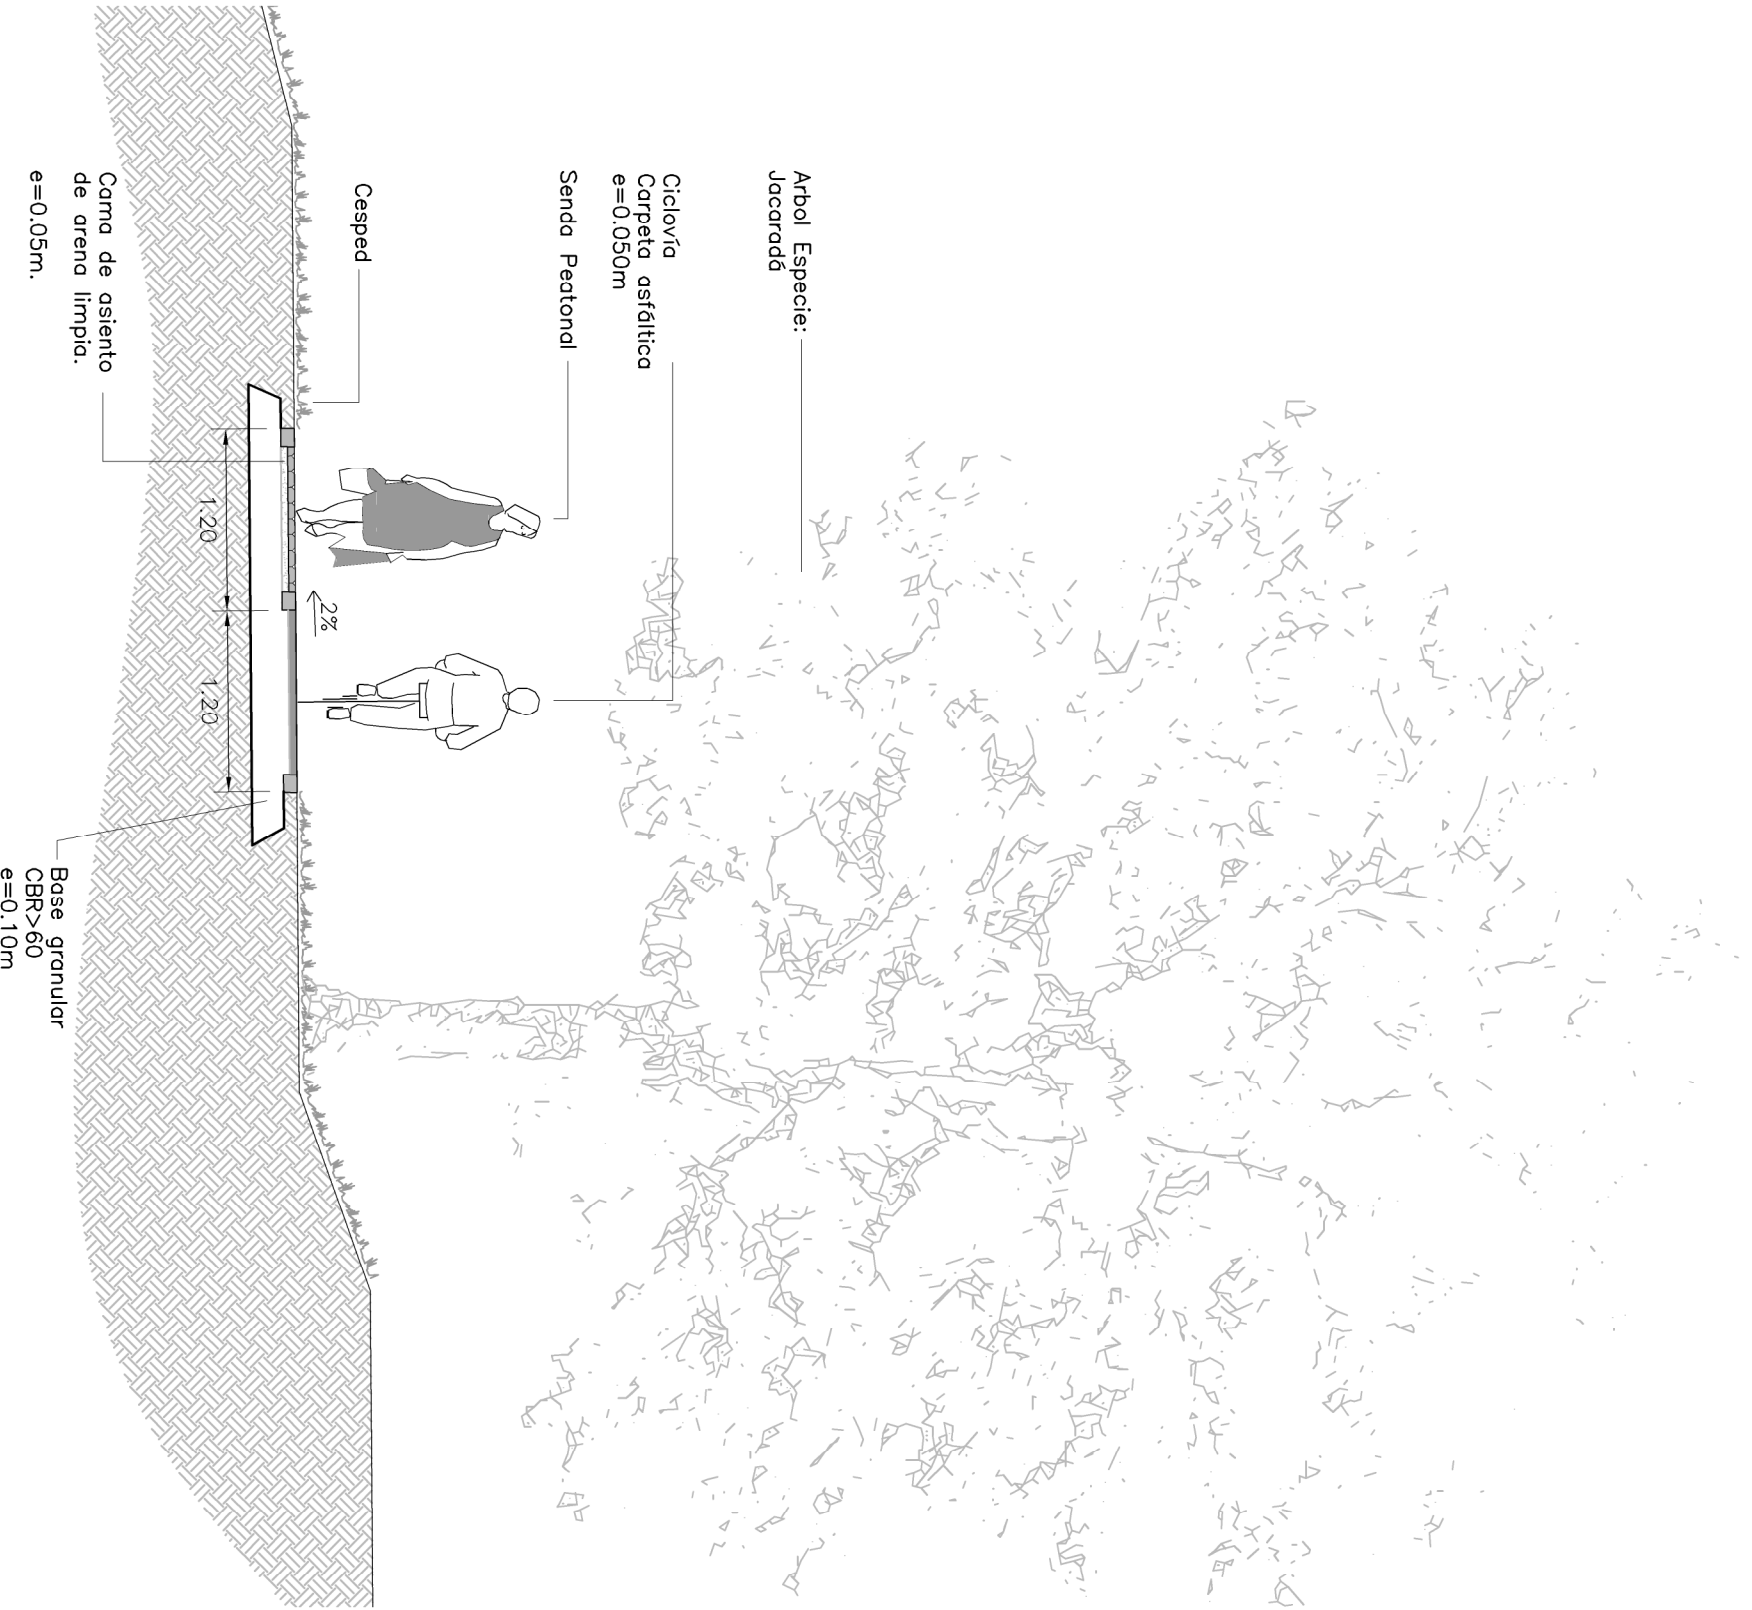 Arbol Especie:
Jacaradá
Ciclovía
Carpeta asfáltica
e=0.050m
Senda Peatonal
Cesped
2%
1.20
1.20
Cama de asiento
de arena limpia.
e=0.05m.
Base granular
CBR>60
e=0.10m